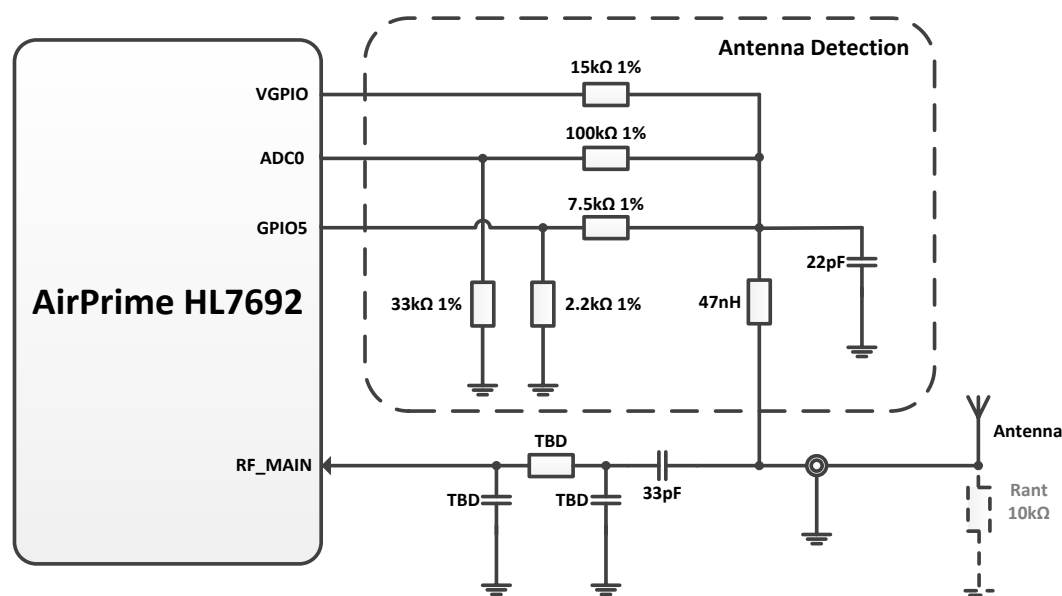 Antenna Detection
15kΩ 1%
VGPIO
100kΩ 1%
ADC0
7.5kΩ 1%
GPIO5
22pF
AirPrime HL7692
33kΩ 1%
2.2kΩ 1%
47nH
Antenna
TBD
RF_MAIN
TBD
TBD
33pF
Rant
10kΩ